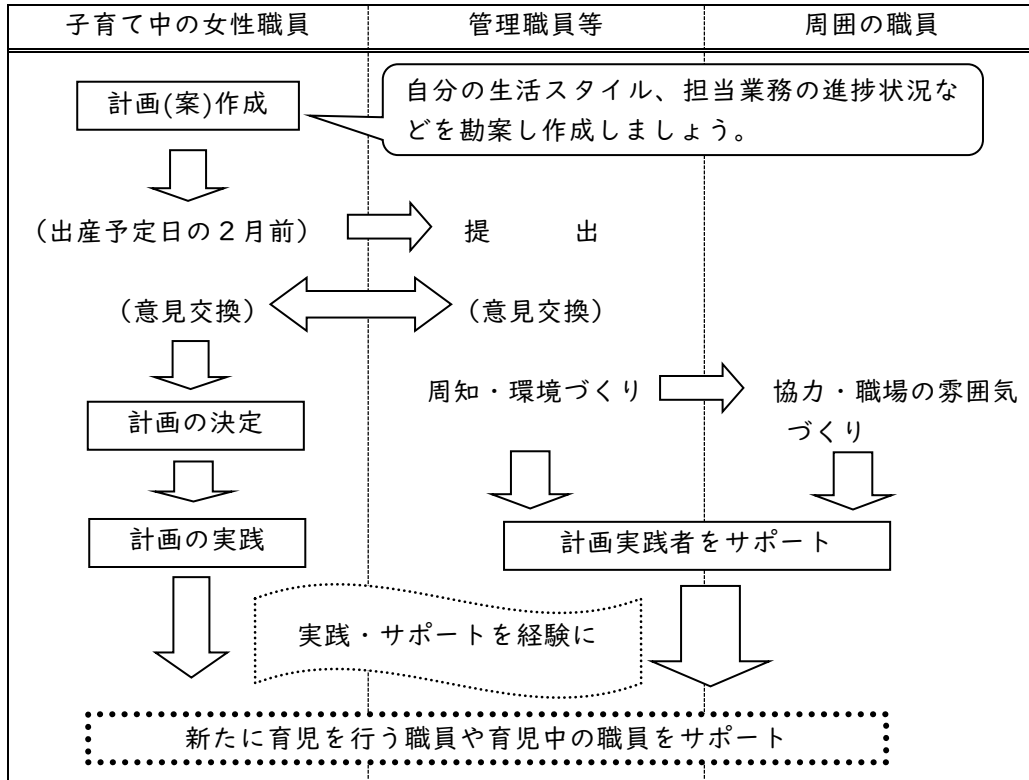 子育て中の女性職員
管理職員等
周囲の職員
計画(案)作成
自分の生活スタイル、担当業務の進捗状況な
どを勘案し作成しましょう。
(出産予定日の2月前)
提　　出
(意見交換)
(意見交換)
周知・環境づくり
協力・職場の雰囲気
づくり
計画の決定
計画の実践
計画実践者をサポート
実践・サポートを経験に
新たに育児を行う職員や育児中の職員をサポート